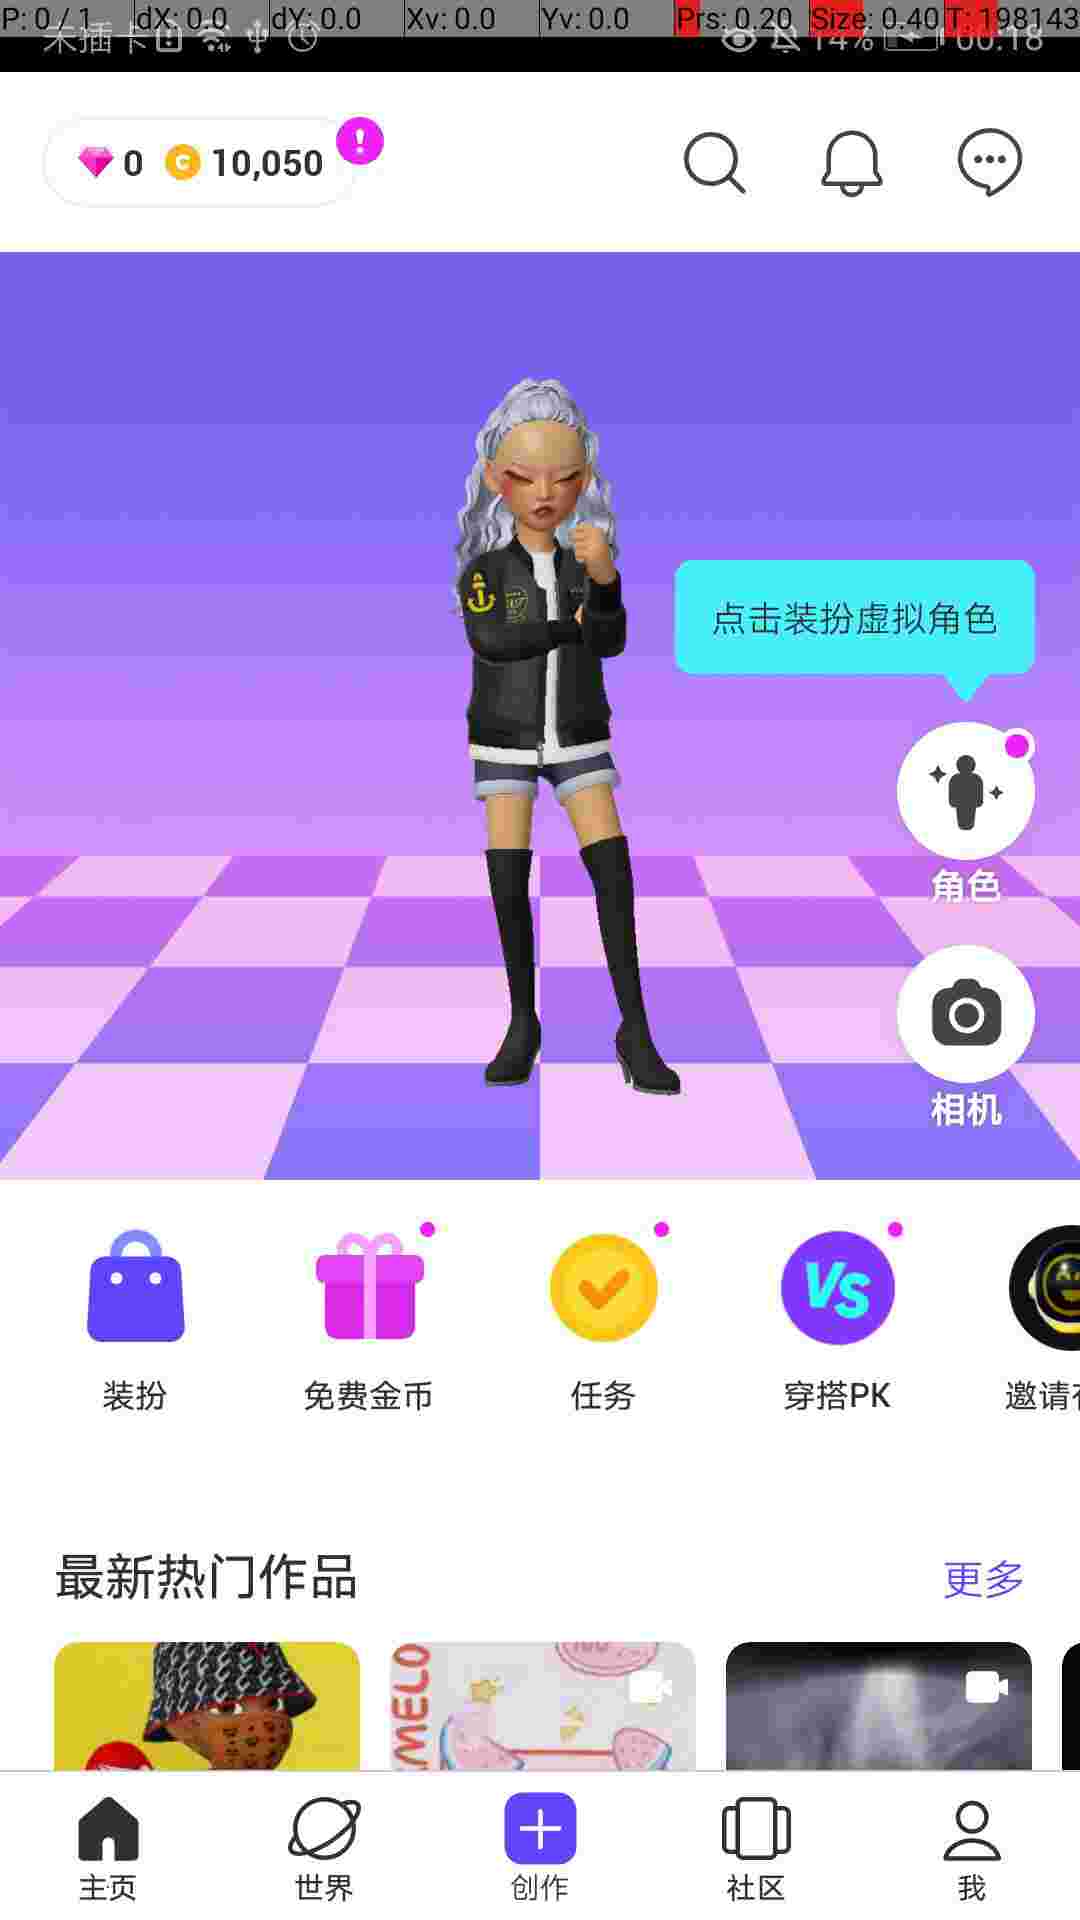 P: 0 / 1 dX: 0.0 dY: 0.0 Xv: 0.0 Yv: 0.0 Prs: 0.20 Size: 0.40 T: 198143
未插卡 14% 00:18
0 10,050
点击装扮虚拟角色
角色
相机
VS
装扮 免费金币 任务 穿搭PK 邀请
最新热门作品 更多
MELO
主页 世界 创作 社区 我